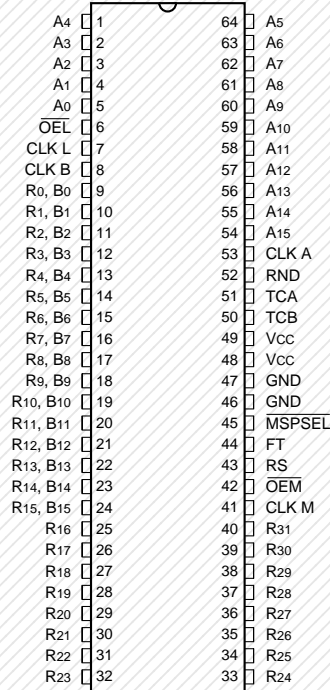 A4 1 64 A5
A3 2 63 A6
A2 3 62 A7
A1 4 61 A8
A0 5 60 A9
OEL 6 59 A10
CLK L 7 58 A11
CLK B 8 57 A12
R0, B0 9 56 A13
R1, B1 10 55 A14
R2, B2 11 54 A15
R3, B3 12 53 CLK A
R4, B4 13 52 RND
R5, B5 14 51 TCA
R6, B6 15 50 TCB
R7, B7 16 49 VCC
R8, B8 17 48 VCC
R9, B9 18 47 GND
R10, B10 19 46 GND
R11, B11 20 45 MSPSEL
R12, B12 21 44 FT
R13, B13 22 43 RS
R14, B14 23 42 OEM
R15, B15 24 41 CLK M
R16 25 40 R31
R17 26 39 R30
R18 27 38 R29
R19 28 37 R28
R20 29 36 R27
R21 30 35 R26
R22 31 34 R25
R23 32 33 R24